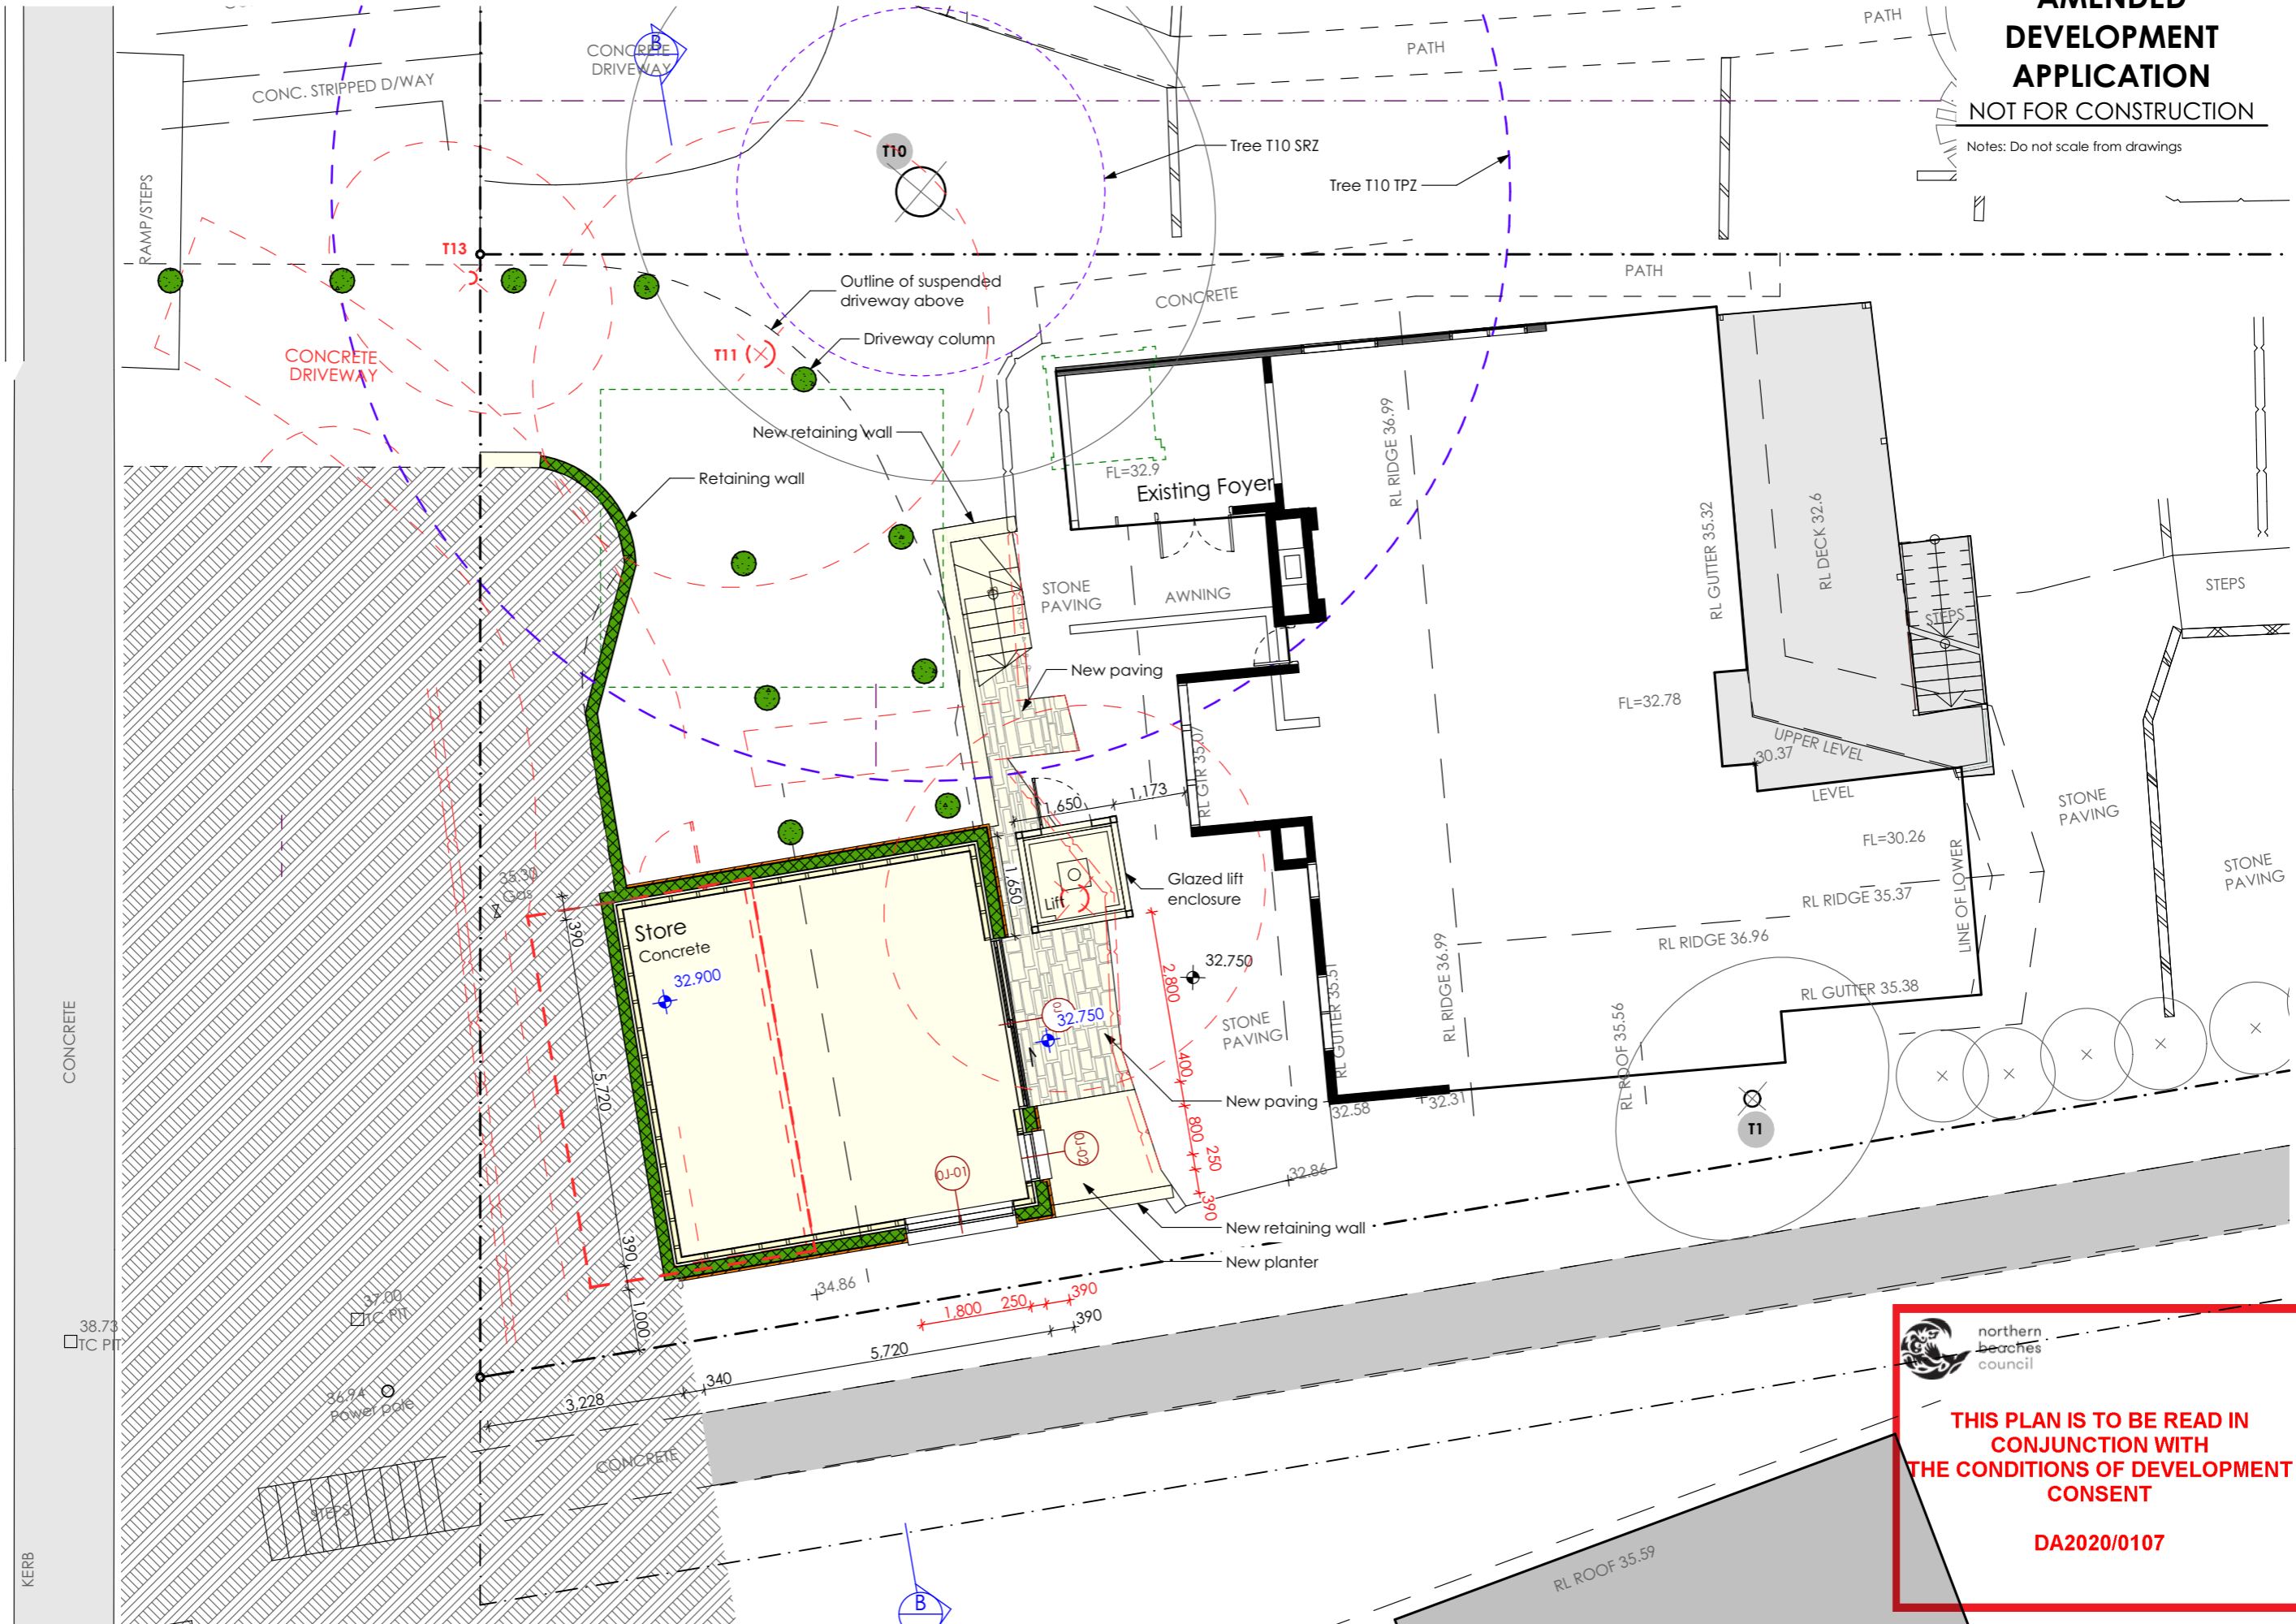 AMENDED
DEVELOPMENT
APPLICATION
NOT FOR CONSTRUCTION
Notes: Do not scale from drawings
PATH
PATH
CONCRETE
DRIVEWAY
B
CONC. STRIPPED D/WAY
RAMP/STEPS
T10
Tree T10 SRZ
Tree T10 TPZ
T13
Outline of suspended
driveway above
CONCRETE
PATH
Driveway column
T11
CONCRETE
DRIVEWAY
New retaining wall
Retaining wall
FL=32.9
Existing Foyer
RL RIDGE 36.99
RL GUTTER 35.32
RL DECK 32.6
STONE
PAVING
AWNING
STEPS
STEPS
New paving
FL=32.78
UPPER LEVEL
30.37
LEVEL
RL GTR 35.07
1,650
1,173
STONE
PAVING
FL=30.26
LINE OF LOWER
STONE
PAVING
35.30
Gas
390
1,650
Lift
Glazed lift
enclosure
RL RIDGE 35.37
RL RIDGE 36.96
Store
Concrete
32.900
32.750
2,800
32.750
STONE
PAVING
RL GUTTER 35.51
RL RIDGE 36.99
RL GUTTER 35.38
RL ROOF 35.56
CONCRETE
5,720
400
New paving
32.58
32.31
T1
800
250
0J-02
0J-01
32.86
390
New retaining wall
New planter
390
1,000
34.86
1,800
250
390
390
5,720
340
3,228
37.00
TC PIT
38.73
TC PIT
36.94
Power pole
CONCRETE
STEPS
KERB
B
RL ROOF 35.59
northern
beaches
council
THIS PLAN IS TO BE READ IN
CONJUNCTION WITH
THE CONDITIONS OF DEVELOPMENT
CONSENT
DA2020/0107